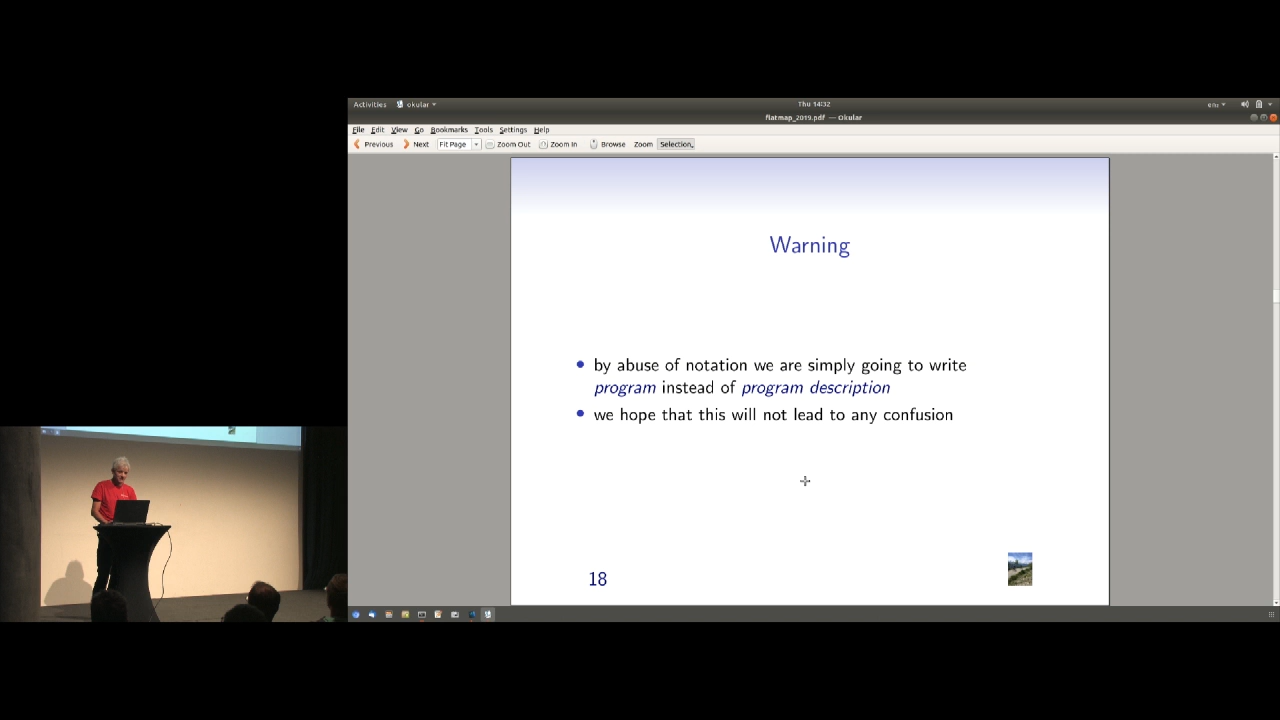 Activities okular Thu 14:32 en₁
flatmap_2019.pdf — Okular
File Edit View Go Bookmarks Tools Settings Help
Previous Next Fit Page Zoom Out Zoom In Browse Zoom Selection
Warning
by abuse of notation we are simply going to write
program instead of program description
we hope that this will not lead to any confusion
18